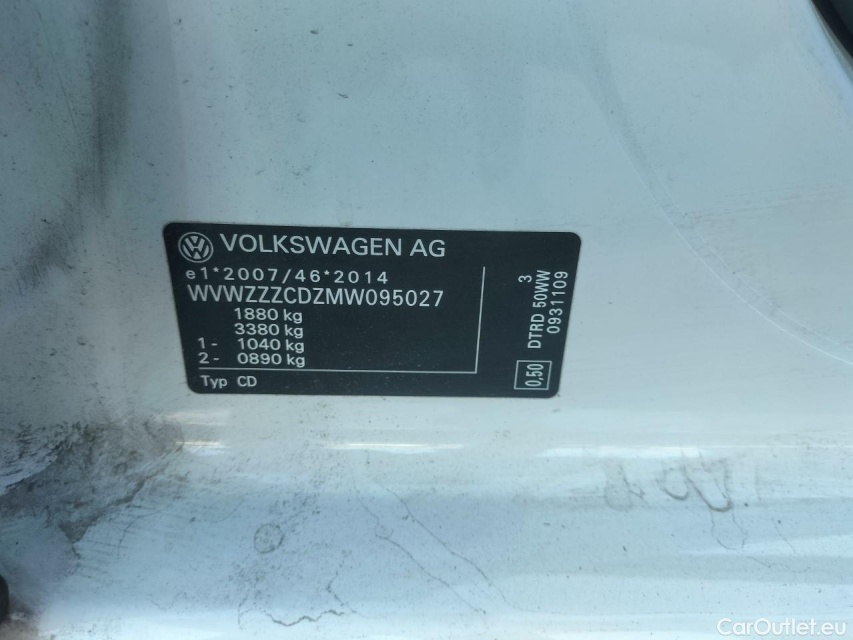 VOLKSWAGEN AG
e1*2007/46*2014
WVWZZZCDZMW095027
1880 kg
3380 kg
1- 1040 kg
2- 0890 kg
Typ CD
3
DTRD 50WW
0931109
0,50
CarOutlet.eu